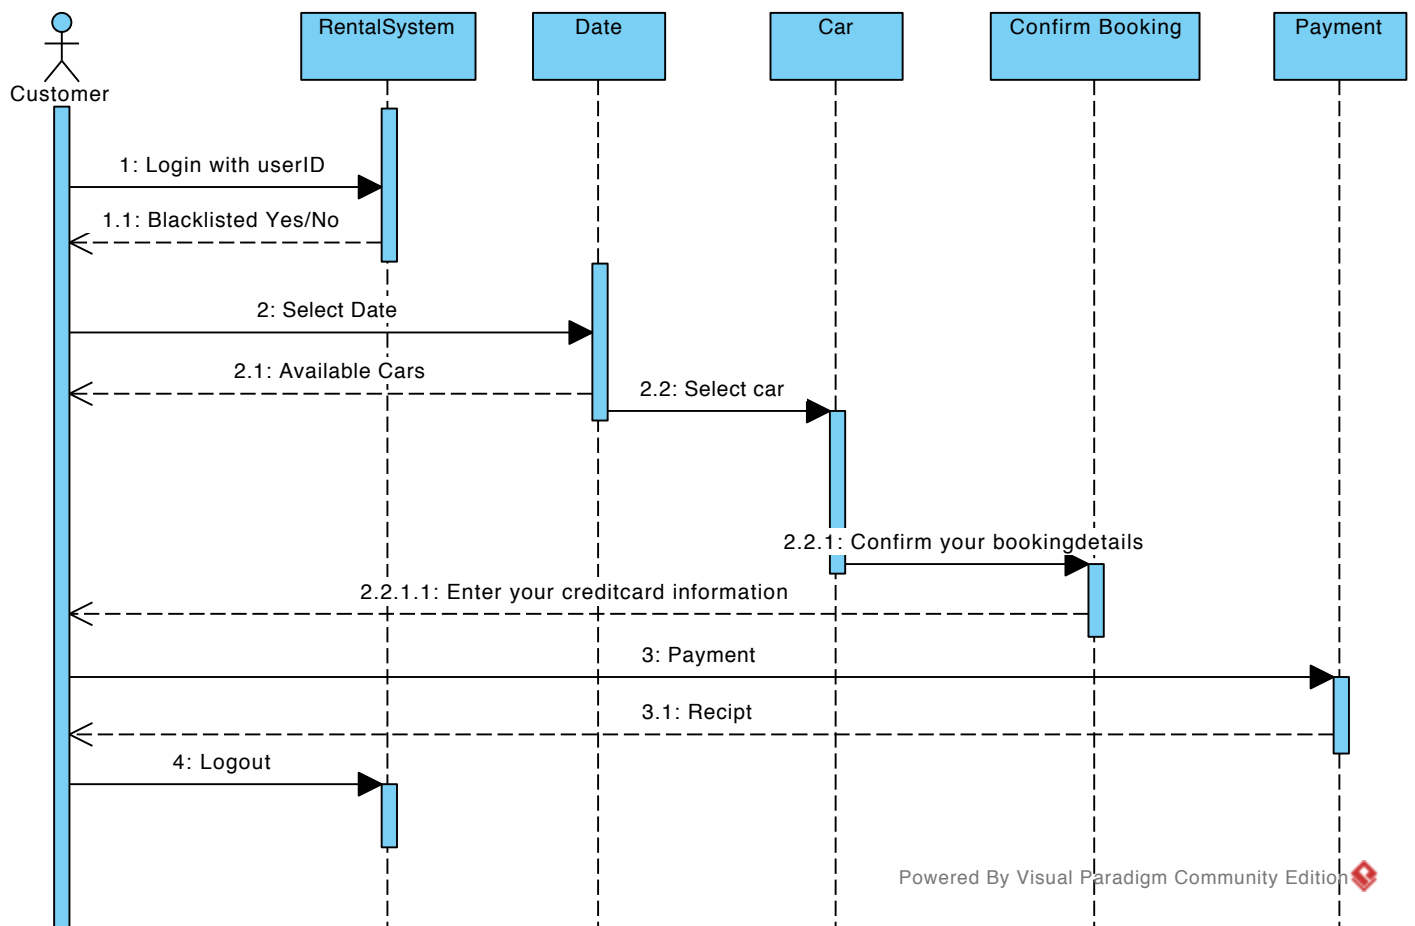 RentalSystem
Date
Car
Confirm Booking
Payment
Customer
1: Login with userID
1.1: Blacklisted Yes/No
2: Select Date
2.1: Available Cars
2.2: Select car
2.2.1: Confirm your bookingdetails
2.2.1.1: Enter your creditcard information
3: Payment
3.1: Recipt
4: Logout
Powered By Visual Paradigm Community Edition